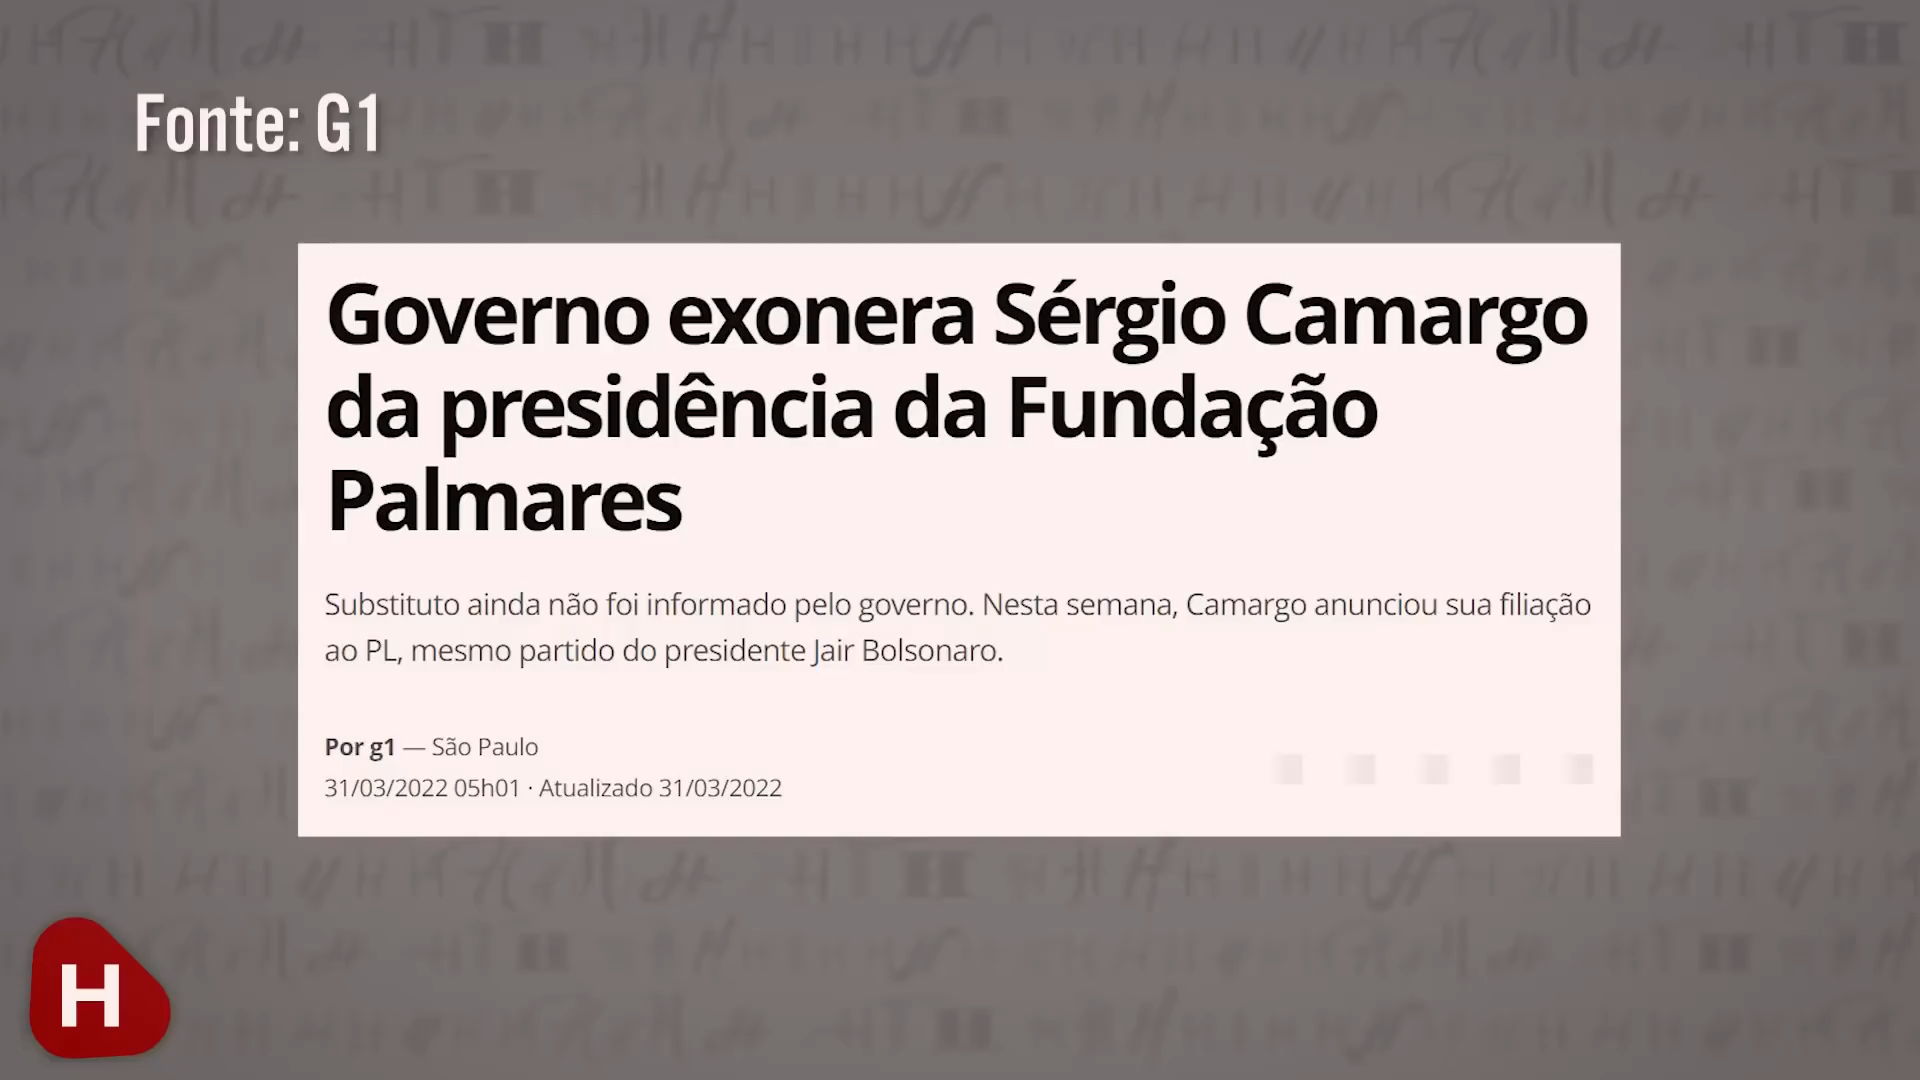 Fonte: G1
Governo exonera Sérgio Camargo
da presidência da Fundação
Palmares
Substituto ainda não foi informado pelo governo. Nesta semana, Camargo anunciou sua filiação
ao PL, mesmo partido do presidente Jair Bolsonaro.
Por g1 — São Paulo
31/03/2022 05h01 · Atualizado 31/03/2022
H